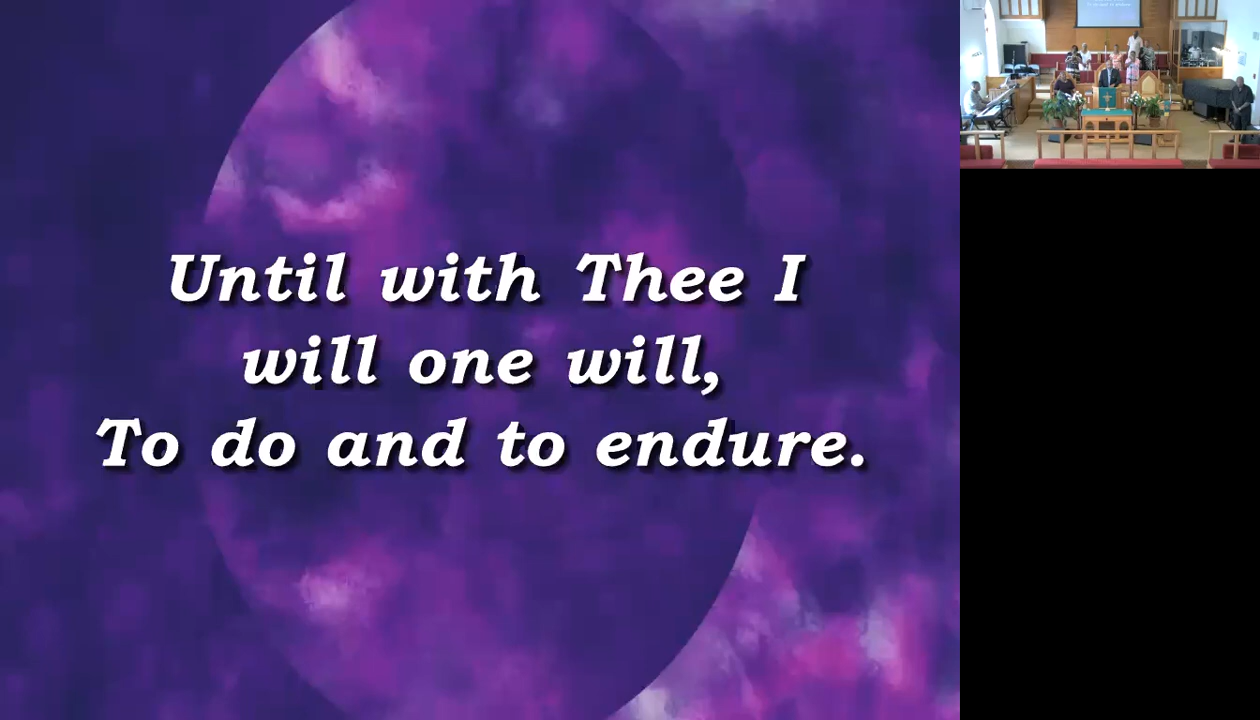 Until with Thee I
will one will,
To do and to endure.